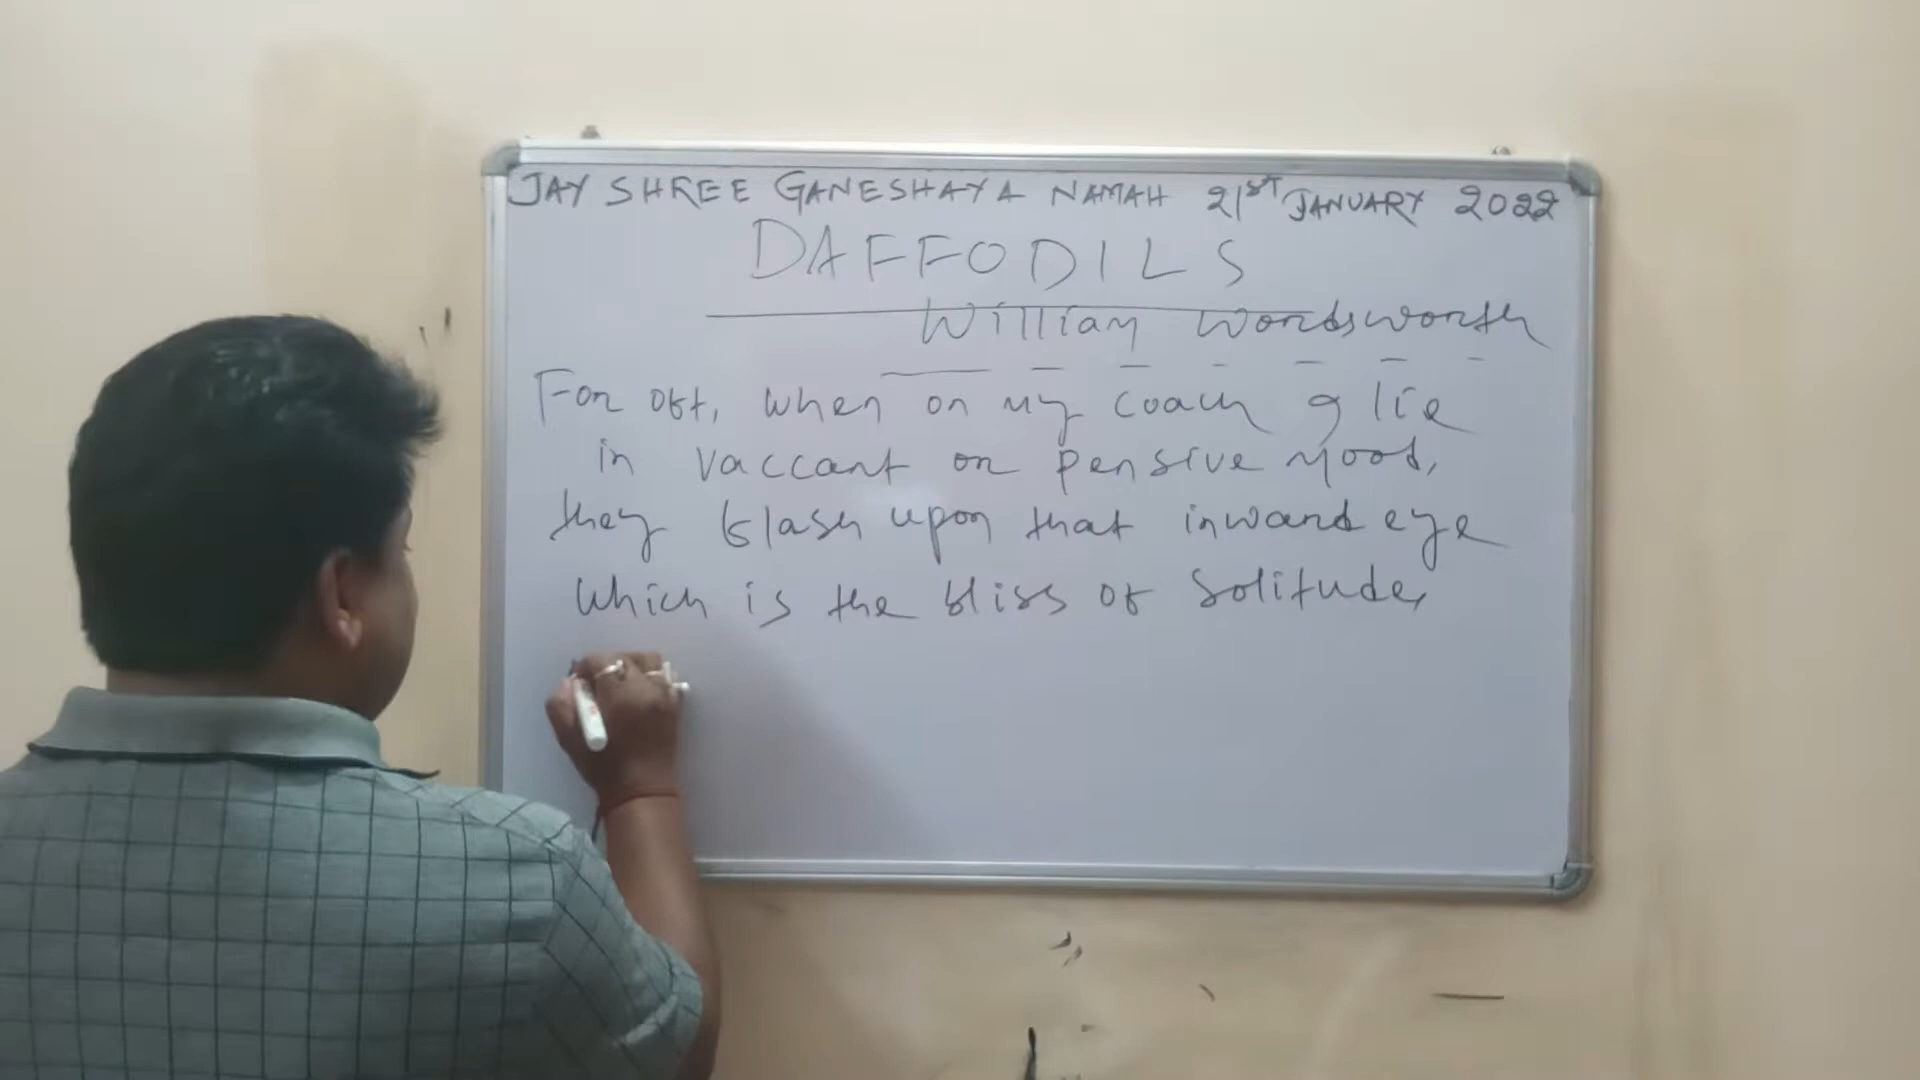 JAY SHREE GANESHAYA NAMAH 21ST JANUARY 2022
DAFFODILS
William Wordsworth
For oft, when on my coach I lie
in vaccant or pensive mood,
they flash upon that inward eye
Which is the bliss of Solitude,